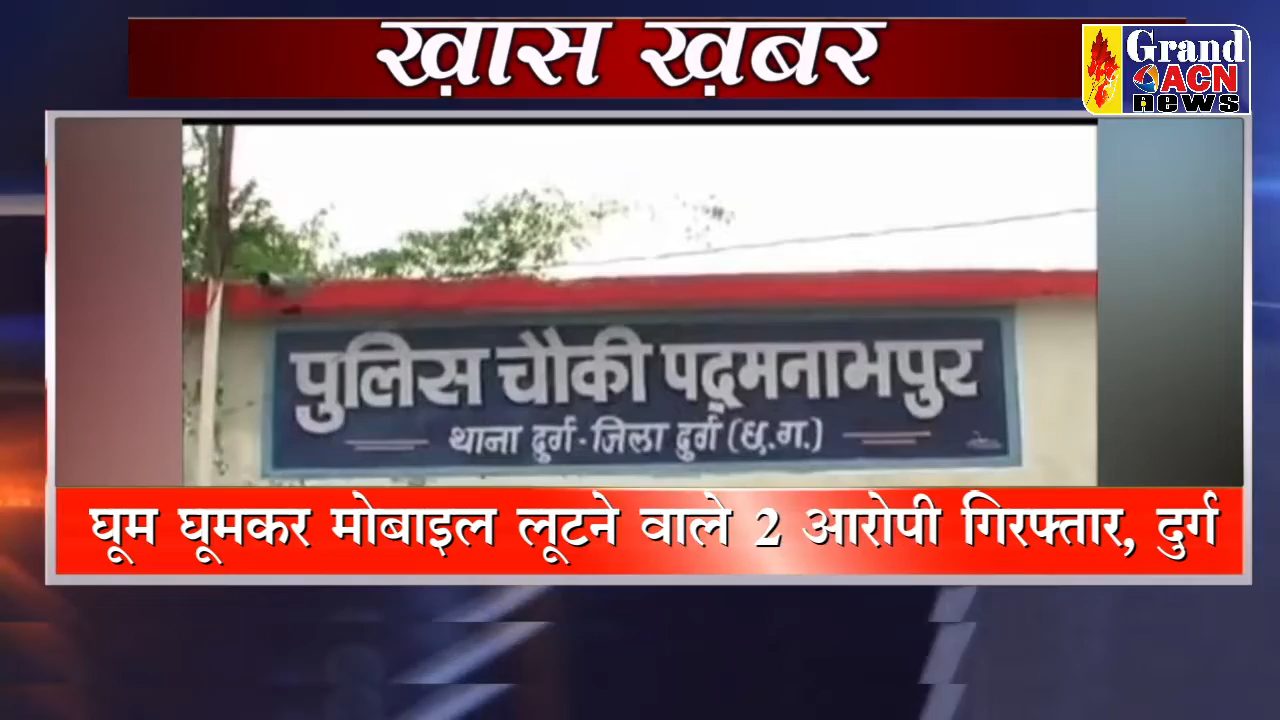 ख़ास ख़बर
Grand
ACN
news
पुलिस चौकी पद्मनाभपुर
थाना दुर्ग-जिला दुर्ग (छ.ग.)
घूम घूमकर मोबाइल लूटने वाले 2 आरोपी गिरफ्तार, दुर्ग